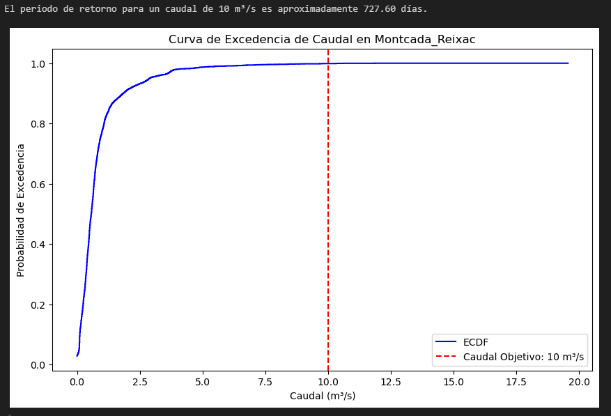 El periodo de retorno para un caudal de 10 m³/s es aproximadamente 727.60 días.
Curva de Excedencia de Caudal en Montcada_Reixac
Probabilidad de Excedencia
1.0
0.8
0.6
0.4
0.2
0.0
ECDF
Caudal Objetivo: 10 m³/s
0.0 2.5 5.0 7.5 10.0 12.5 15.0 17.5 20.0
Caudal (m³/s)